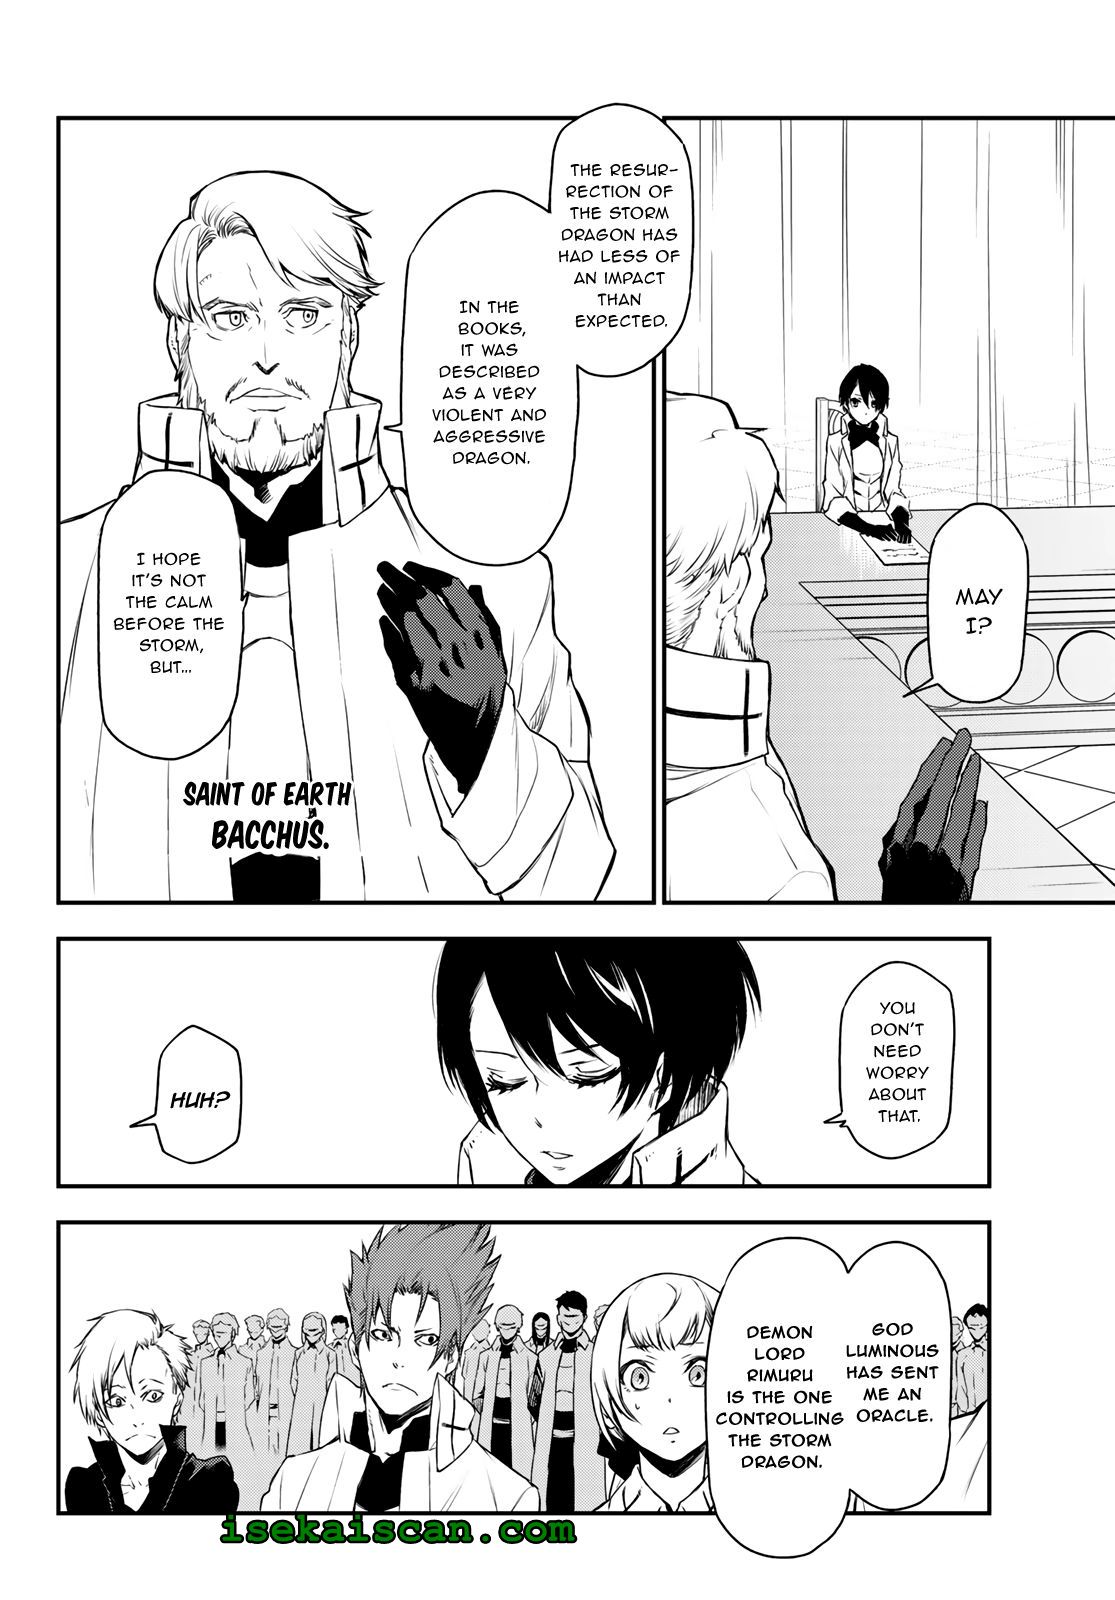 MAY
I?
THE RESUR-
RECTION OF
THE STORM
DRAGON HAS
HAD LESS OF
AN IMPACT
THAN
EXPECTED.
IN THE
BOOKS,
IT WAS
DESCRIBED
AS A VERY
VIOLENT AND
AGGRESSIVE
DRAGON.
I HOPE
IT'S NOT
THE CALM
BEFORE THE
STORM,
BUT...
SAINT OF EARTH
BACCHUS.
YOU
DON'T
NEED
WORRY
ABOUT
THAT.
HUH?
GOD
LUMINOUS
HAS SENT
ME AN
ORACLE.
DEMON
LORD
RIMURU
IS THE ONE
CONTROLLING
THE STORM
DRAGON.
isekaiscan.com